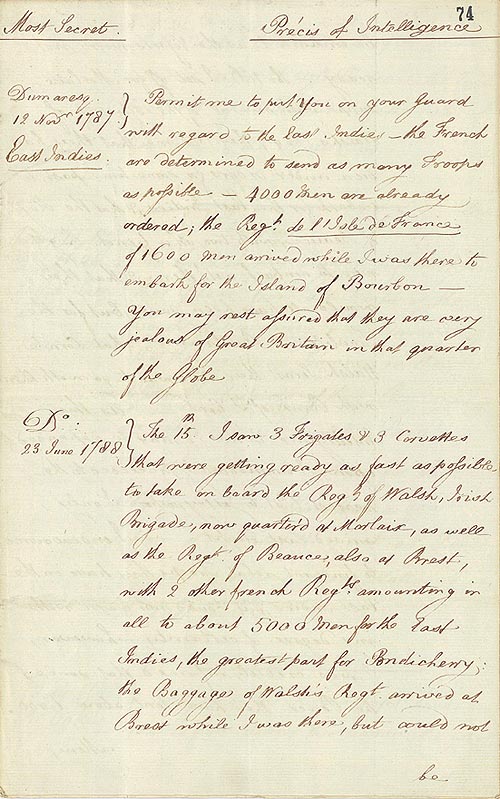 74
Most Secret. Précis of Intelligence
Dumaresq
12 Novr. 1787
East Indies.
Permit me to put You on your Guard
with regard to the East Indies – the French
are determined to send as many Troops
as possible – 4000 Men are already
ordered; the Regt. de l'Isle de France
of 1600 Men arrived while I was there to
embark for the Island of Bourbon –
You may rest assured that they are very
jealous of Great Britain in that quarter
of the Globe
Do:
23 June 1788
The 15th. I saw 3 Frigates & 3 Corvettes
that were getting ready as fast as possible
to take on board the Regt. of Walsh, Irish
Brigade, now quarter'd at Morlaix, as well
as the Regt. of Beauce, also at Brest,
with 2 other french Regts. amounting in
all to about 5000 Men for the East
Indies, the greatest part for Pondicherry;
the Baggage of Walsh's Regt. arrived at
Brest while I was there, but could not
be